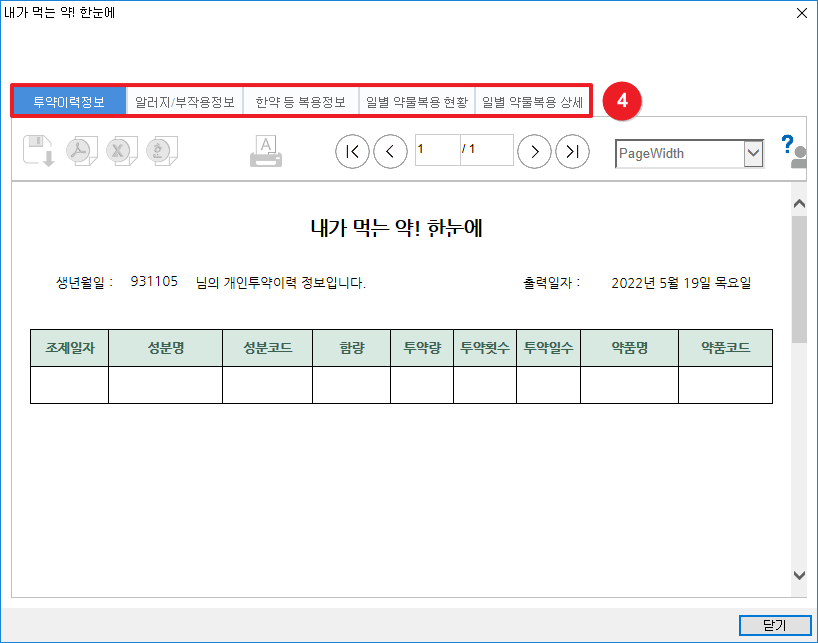 내가 먹는 약! 한눈에
투약이력정보 알러지/부작용정보 한약 등 복용정보 일별 약물복용 현황 일별 약물복용 상세 4
1 / 1 PageWidth ?
내가 먹는 약! 한눈에
생년월일 : 931105 님의 개인투약이력 정보입니다. 출력일자 : 2022년 5월 19일 목요일
조제일자 성분명 성분코드 함량 투약량 투약횟수 투약일수 약품명 약품코드
닫기